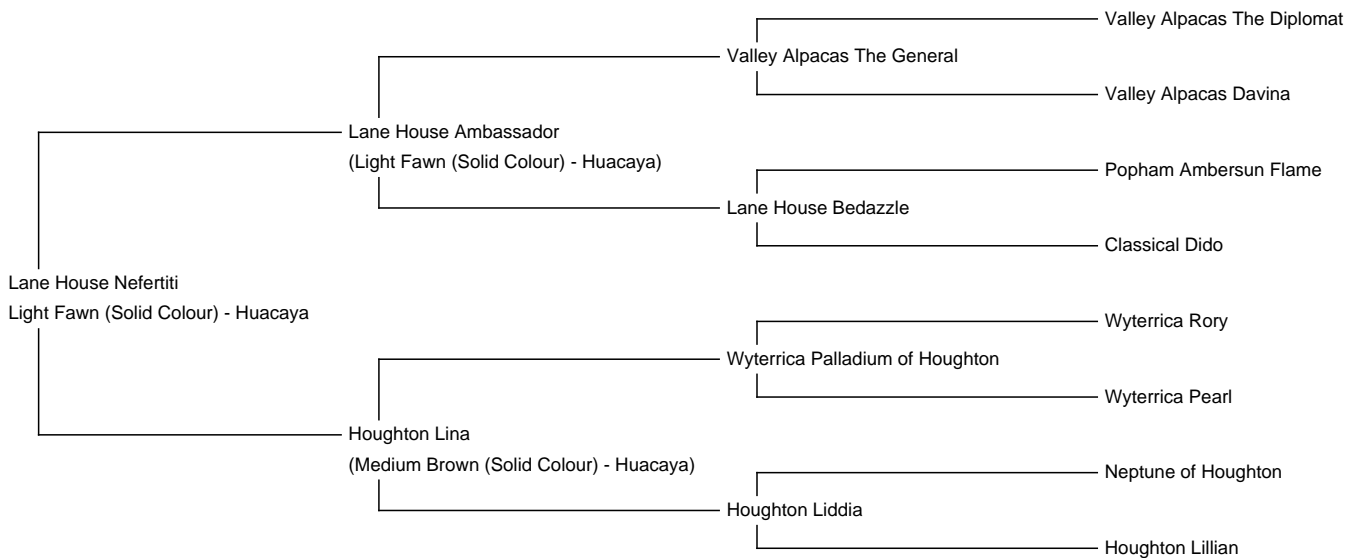 Valley Alpacas The Diplomat
Valley Alpacas The General
Valley Alpacas Davina
Lane House Ambassador
(Light Fawn (Solid Colour) - Huacaya)
Popham Ambersun Flame
Lane House Bedazzle
Classical Dido
Lane House Nefertiti
Light Fawn (Solid Colour) - Huacaya
Wyterrica Rory
Wyterrica Palladium of Houghton
Wyterrica Pearl
Houghton Lina
(Medium Brown (Solid Colour) - Huacaya)
Neptune of Houghton
Houghton Liddia
Houghton Lillian